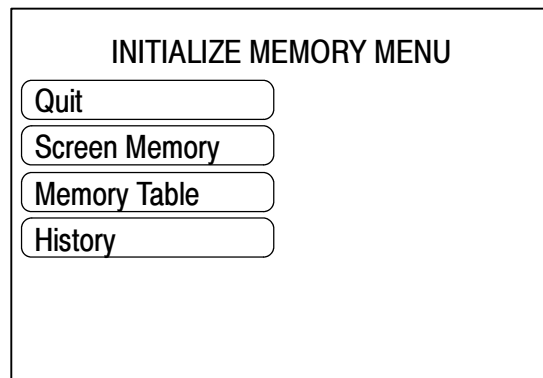 INITIALIZE MEMORY MENU
Quit
Screen Memory
Memory Table
History